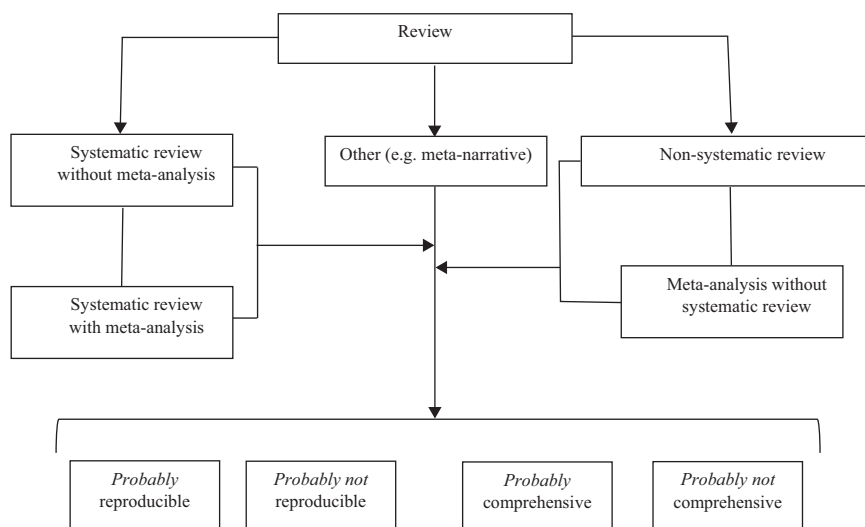 Review
Systematic review
without meta-analysis
Other (e.g. meta-narrative)
Non-systematic review
Systematic review
with meta-analysis
Meta-analysis without
systematic review
Probably
reproducible
Probably not
reproducible
Probably
comprehensive
Probably not
comprehensive